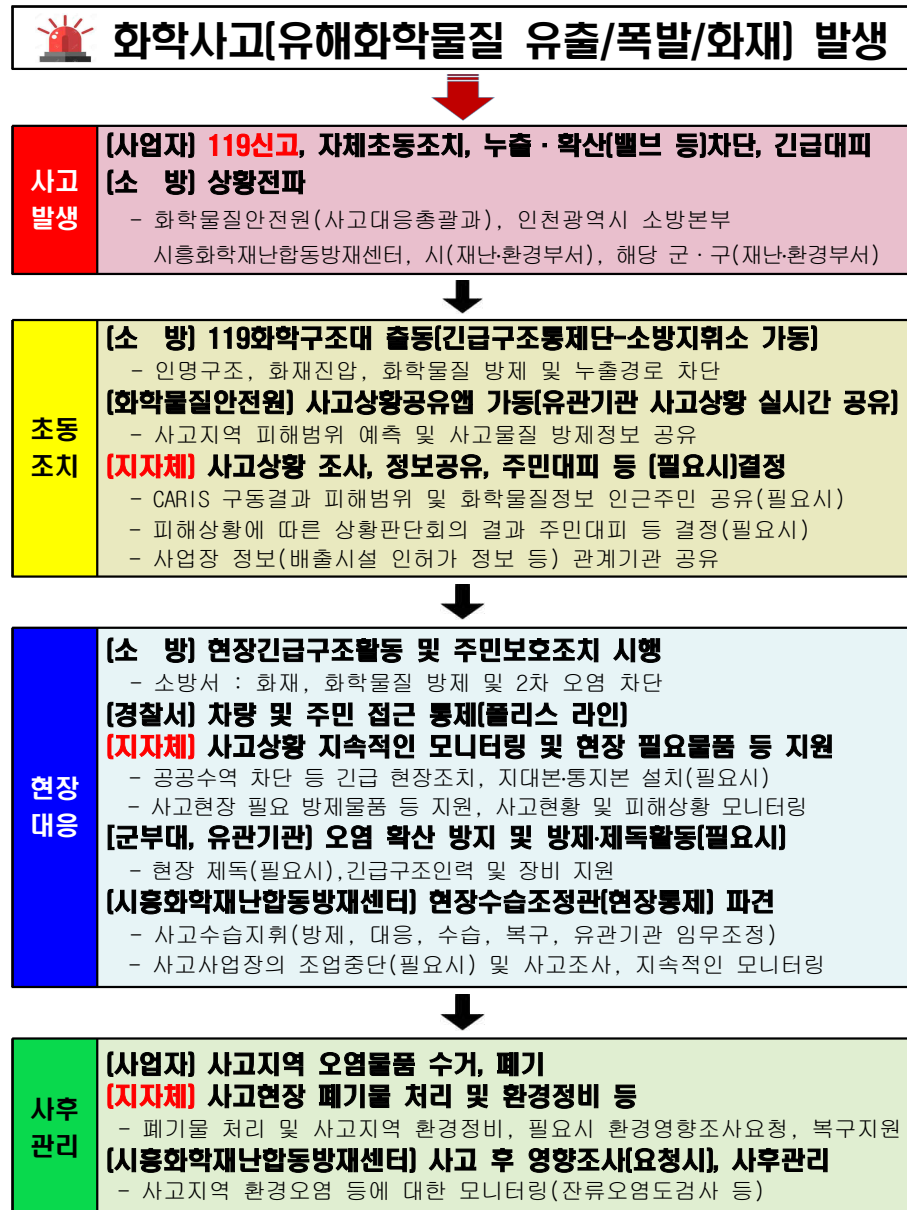 화학사고(유해화학물질 유출/폭발/화재) 발생
사고
발생
(사업자) 119신고, 자체초동조치, 누출·확산(밸브 등)차단, 긴급대피
(소 방) 상황전파
- 화학물질안전원(사고대응총괄과), 인천광역시 소방본부
시흥화학재난합동방재센터, 시(재난·환경부서), 해당 군·구(재난·환경부서)
초동
조치
(소 방) 119화학구조대 출동(긴급구조통제단-소방지휘소 가동)
- 인명구조, 화재진압, 화학물질 방제 및 누출경로 차단
(화학물질안전원) 사고상황공유앱 가동(유관기관 사고상황 실시간 공유)
- 사고지역 피해범위 예측 및 사고물질 방제정보 공유
(지자체) 사고상황 조사, 정보공유, 주민대피 등 (필요시)결정
- CARIS 구동결과 피해범위 및 화학물질정보 인근주민 공유(필요시)
- 피해상황에 따른 상황판단회의 결과 주민대피 등 결정(필요시)
- 사업장 정보(배출시설 인허가 정보 등) 관계기관 공유
현장
대응
(소 방) 현장긴급구조활동 및 주민보호조치 시행
- 소방서 : 화재, 화학물질 방제 및 2차 오염 차단
(경찰서) 차량 및 주민 접근 통제(폴리스 라인)
(지자체) 사고상황 지속적인 모니터링 및 현장 필요물품 등 지원
- 공공수역 차단 등 긴급 현장조치, 지대본·통지본 설치(필요시)
- 사고현장 필요 방제물품 등 지원, 사고현황 및 피해상황 모니터링
[군부대, 유관기관) 오염 확산 방지 및 방제·제독활동(필요시)
- 현장 제독(필요시),긴급구조인력 및 장비 지원
(시흥화학재난합동방재센터) 현장수습조정관(현장통제) 파견
- 사고수습지휘(방제, 대응, 수습, 복구, 유관기관 임무조정)
- 사고사업장의 조업중단(필요시) 및 사고조사, 지속적인 모니터링
사후
관리
(사업자) 사고지역 오염물품 수거, 폐기
(지자체) 사고현장 폐기물 처리 및 환경정비 등
- 폐기물 처리 및 사고지역 환경정비, 필요시 환경영향조사요청, 복구지원
(시흥화학재난합동방재센터) 사고 후 영향조사(요청시), 사후관리
- 사고지역 환경오염 등에 대한 모니터링(잔류오염도검사 등)